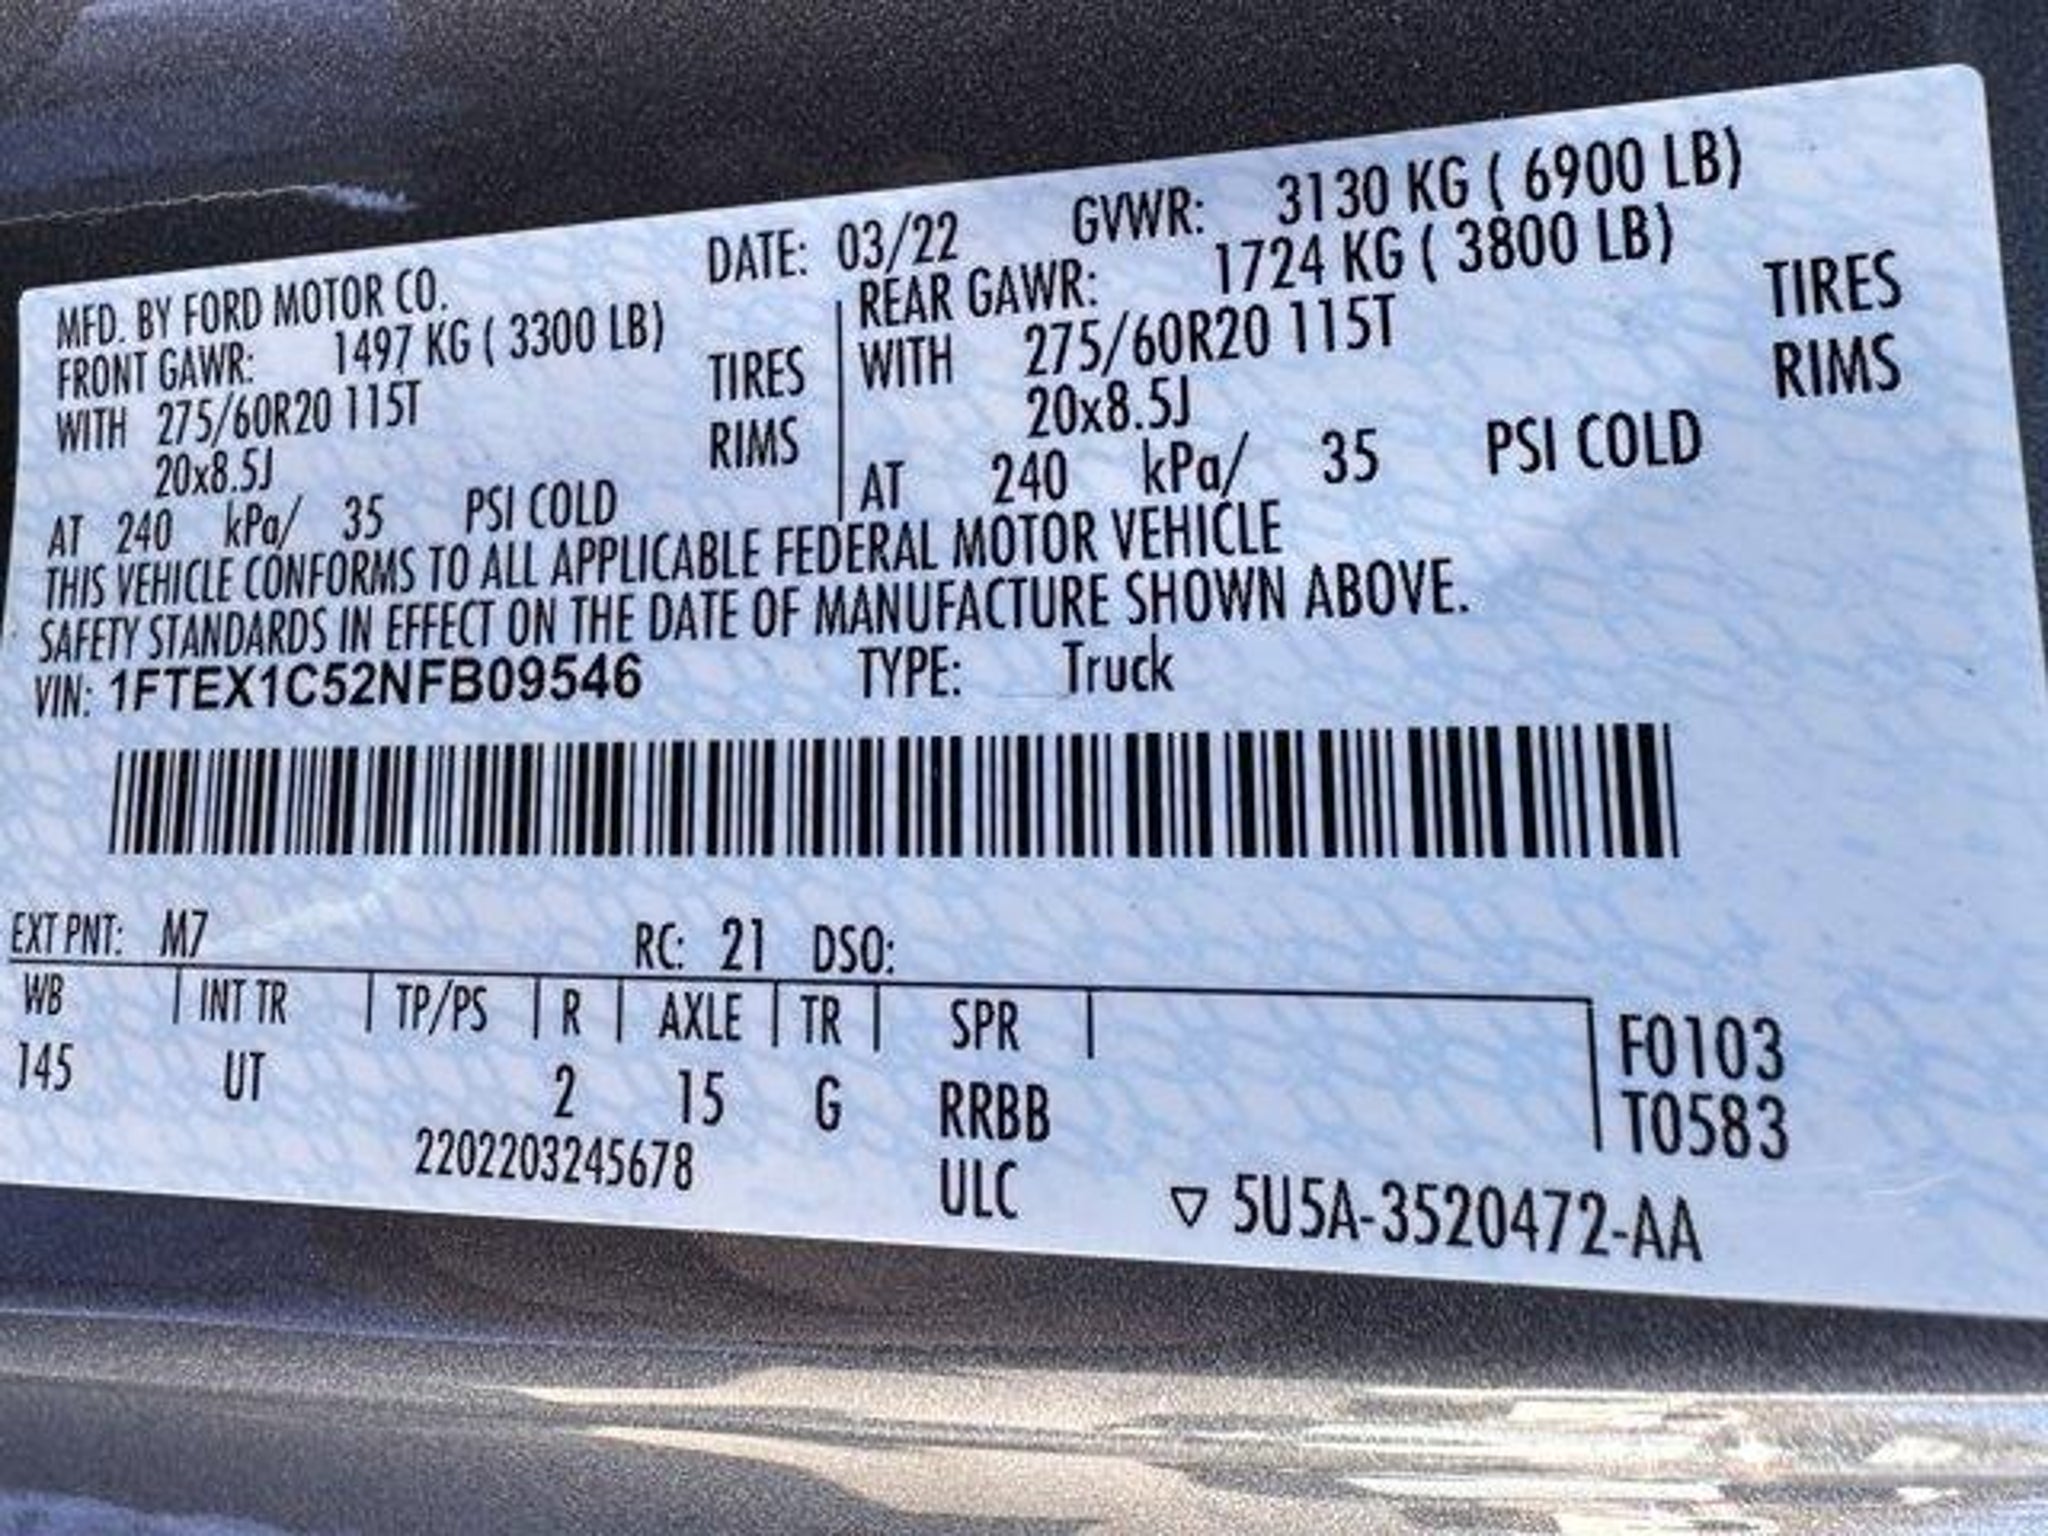 MFD. BY FORD MOTOR CO. DATE: 03/22 GVWR: 3130 KG ( 6900 LB)
FRONT GAWR: 1497 KG ( 3300 LB) REAR GAWR: 1724 KG ( 3800 LB)
WITH 275/60R20 115T TIRES WITH 275/60R20 115T TIRES
20x8.5J RIMS 20x8.5J RIMS
AT 240 kPa/ 35 PSI COLD AT 240 kPa/ 35 PSI COLD
THIS VEHICLE CONFORMS TO ALL APPLICABLE FEDERAL MOTOR VEHICLE
SAFETY STANDARDS IN EFFECT ON THE DATE OF MANUFACTURE SHOWN ABOVE.
VIN: 1FTEX1C52NFB09546 TYPE: Truck
EXT PNT: M7 RC: 21 DSO:
WB INT TR TP/PS R AXLE TR SPR F0103
145 UT 2 15 G RRBB T0583
2202203245678 ULC ▽ 5U5A-3520472-AA